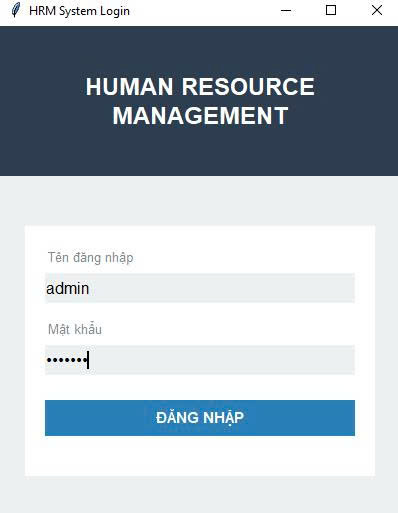 HRM System Login
HUMAN RESOURCE
MANAGEMENT
Tên đăng nhập
admin
Mật khẩu
•••••••
ĐĂNG NHẬP